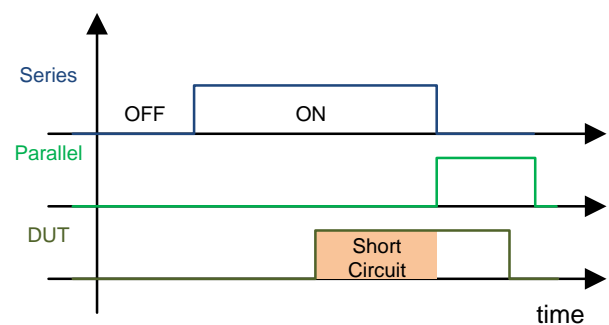 Series
OFF
ON
Parallel
DUT
Short
Circuit
time